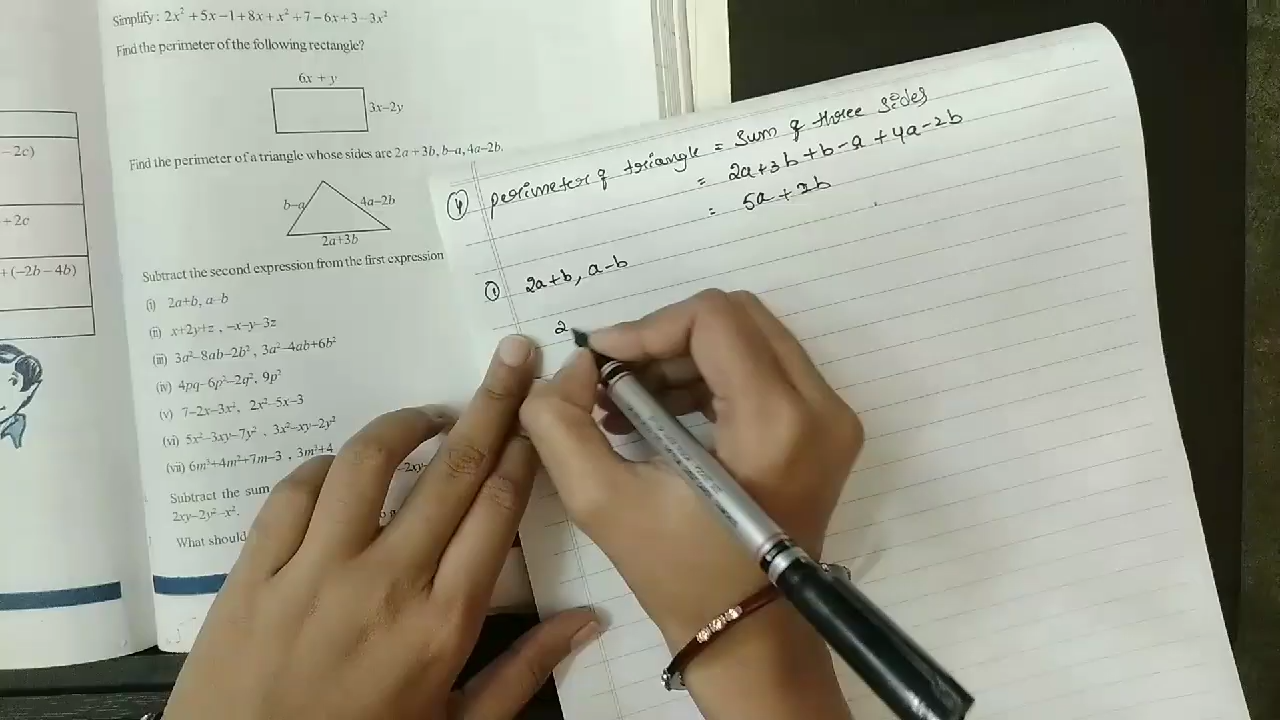 Simplify: 2x² + 5x − 1 + 8x + x² + 7 − 6x + 3 − 3x²
Find the perimeter of the following rectangle?
6x + y
3x−2y
Find the perimeter of a triangle whose sides are 2a + 3b, b–a, 4a–2b.
b–a
4a–2b
2a+3b
Subtract the second expression from the first expression
(i) 2a+b, a–b
(ii) x+2y+z , –x–y–3z
(iii) 3a²–8ab–2b², 3a²–4ab+6b²
(iv) 4pq–6p²–2q², 9p²
(v) 7–2x–3x², 2x²–5x–3
(vi) 5x²–3xy–7y² , 3x²–xy–2y²
(vii) 6m³+4m²+7m–3 , 3m³+4
Subtract the sum
–2xy–
2xy–2y²–x².
What should
– 2c)
+ 2c
+ (−2b − 4b)
4 perimeter of triangle = Sum of three sides
= 2a+3b+b-a+4a-2b
= 5a+2b
① 2a+b, a-b
2